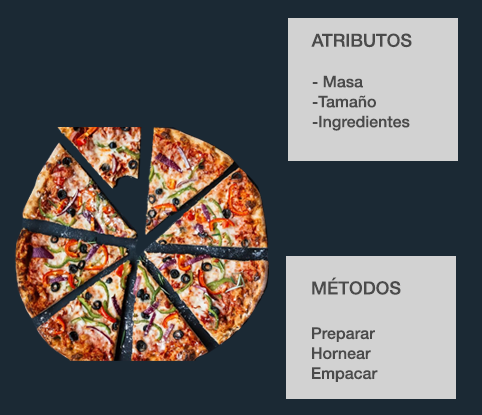 ATRIBUTOS
- Masa
-Tamaño
-Ingredientes
MÉTODOS
Preparar
Hornear
Empacar